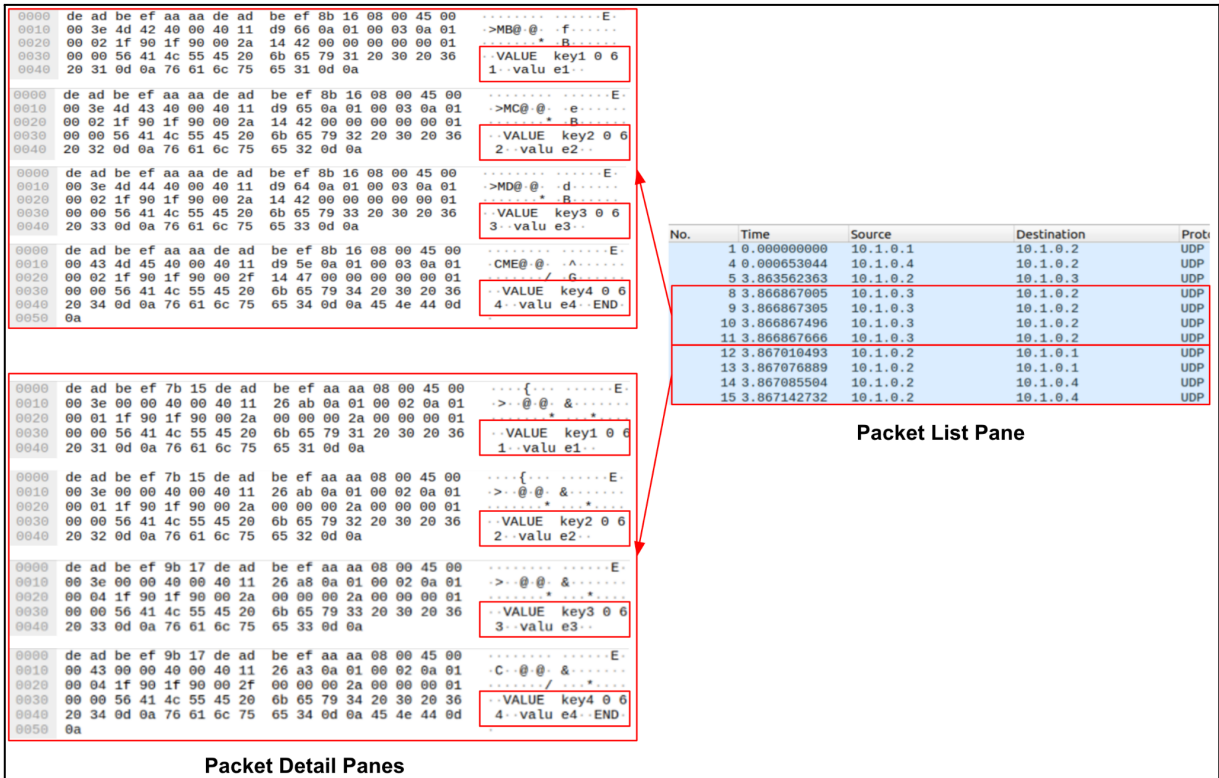 0000 de ad be ef aa aa de ad be ef 8b 16 08 00 45 00 ········ ······E·
0010 00 3e 4d 42 40 00 40 11 d9 66 0a 01 00 03 0a 01 ·>MB@·@· ·f······
0020 00 02 1f 90 1f 90 00 2a 14 42 00 00 00 00 00 01 ·······* ·B······
0030 00 00 56 41 4c 55 45 20 6b 65 79 31 20 30 20 36 ··VALUE key1 0 6
0040 20 31 0d 0a 76 61 6c 75 65 31 0d 0a 1··valu e1··
0000 de ad be ef aa aa de ad be ef 8b 16 08 00 45 00 ········ ······E·
0010 00 3e 4d 43 40 00 40 11 d9 65 0a 01 00 03 0a 01 ·>MC@·@· ·e······
0020 00 02 1f 90 1f 90 00 2a 14 42 00 00 00 00 00 01 ·······* ·B······
0030 00 00 56 41 4c 55 45 20 6b 65 79 32 20 30 20 36 ··VALUE key2 0 6
0040 20 32 0d 0a 76 61 6c 75 65 32 0d 0a 2··valu e2··
0000 de ad be ef aa aa de ad be ef 8b 16 08 00 45 00 ········ ······E·
0010 00 3e 4d 44 40 00 40 11 d9 64 0a 01 00 03 0a 01 ·>MD@·@· ·d······
0020 00 02 1f 90 1f 90 00 2a 14 42 00 00 00 00 00 01 ·······* ·B······
0030 00 00 56 41 4c 55 45 20 6b 65 79 33 20 30 20 36 ··VALUE key3 0 6
0040 20 33 0d 0a 76 61 6c 75 65 33 0d 0a 3··valu e3··
0000 de ad be ef aa aa de ad be ef 8b 16 08 00 45 00 ········ ······E·
0010 00 43 4d 45 40 00 40 11 d9 5e 0a 01 00 03 0a 01 ·CME@·@· ·^······
0020 00 02 1f 90 1f 90 00 2f 14 47 00 00 00 00 00 01 ·······/ ·G······
0030 00 00 56 41 4c 55 45 20 6b 65 79 34 20 30 20 36 ··VALUE key4 0 6
0040 20 34 0d 0a 76 61 6c 75 65 34 0d 0a 45 4e 44 0d 4··valu e4··END·
0050 0a ·
No. Time Source Destination Proto
1 0.000000000 10.1.0.1 10.1.0.2 UDP
4 0.000653044 10.1.0.4 10.1.0.2 UDP
5 3.863562363 10.1.0.2 10.1.0.3 UDP
8 3.866867005 10.1.0.3 10.1.0.2 UDP
9 3.866867305 10.1.0.3 10.1.0.2 UDP
10 3.866867496 10.1.0.3 10.1.0.2 UDP
11 3.866867666 10.1.0.3 10.1.0.2 UDP
12 3.867010493 10.1.0.2 10.1.0.1 UDP
13 3.867076889 10.1.0.2 10.1.0.1 UDP
14 3.867085504 10.1.0.2 10.1.0.4 UDP
15 3.867142732 10.1.0.2 10.1.0.4 UDP
Packet List Pane
0000 de ad be ef 7b 15 de ad be ef aa aa 08 00 45 00 ····{··· ······E·
0010 00 3e 00 00 40 00 40 11 26 ab 0a 01 00 02 0a 01 ·>··@·@· &·······
0020 00 01 1f 90 1f 90 00 2a 00 00 00 2a 00 00 00 01 ·······* ···*····
0030 00 00 56 41 4c 55 45 20 6b 65 79 31 20 30 20 36 ··VALUE key1 0 6
0040 20 31 0d 0a 76 61 6c 75 65 31 0d 0a 1··valu e1··
0000 de ad be ef 7b 15 de ad be ef aa aa 08 00 45 00 ····{··· ······E·
0010 00 3e 00 00 40 00 40 11 26 ab 0a 01 00 02 0a 01 ·>··@·@· &·······
0020 00 01 1f 90 1f 90 00 2a 00 00 00 2a 00 00 00 01 ·······* ···*····
0030 00 00 56 41 4c 55 45 20 6b 65 79 32 20 30 20 36 ··VALUE key2 0 6
0040 20 32 0d 0a 76 61 6c 75 65 32 0d 0a 2··valu e2··
0000 de ad be ef 9b 17 de ad be ef aa aa 08 00 45 00 ········ ······E·
0010 00 3e 00 00 40 00 40 11 26 a8 0a 01 00 02 0a 01 ·>··@·@· &·······
0020 00 04 1f 90 1f 90 00 2a 00 00 00 2a 00 00 00 01 ·······* ···*····
0030 00 00 56 41 4c 55 45 20 6b 65 79 33 20 30 20 36 ··VALUE key3 0 6
0040 20 33 0d 0a 76 61 6c 75 65 33 0d 0a 3··valu e3··
0000 de ad be ef 9b 17 de ad be ef aa aa 08 00 45 00 ········ ······E·
0010 00 43 00 00 40 00 40 11 26 a3 0a 01 00 02 0a 01 ·C··@·@· &·······
0020 00 04 1f 90 1f 90 00 2f 00 00 00 2a 00 00 00 01 ·······/ ···*····
0030 00 00 56 41 4c 55 45 20 6b 65 79 34 20 30 20 36 ··VALUE key4 0 6
0040 20 34 0d 0a 76 61 6c 75 65 34 0d 0a 45 4e 44 0d 4··valu e4··END·
0050 0a ·
Packet Detail Panes